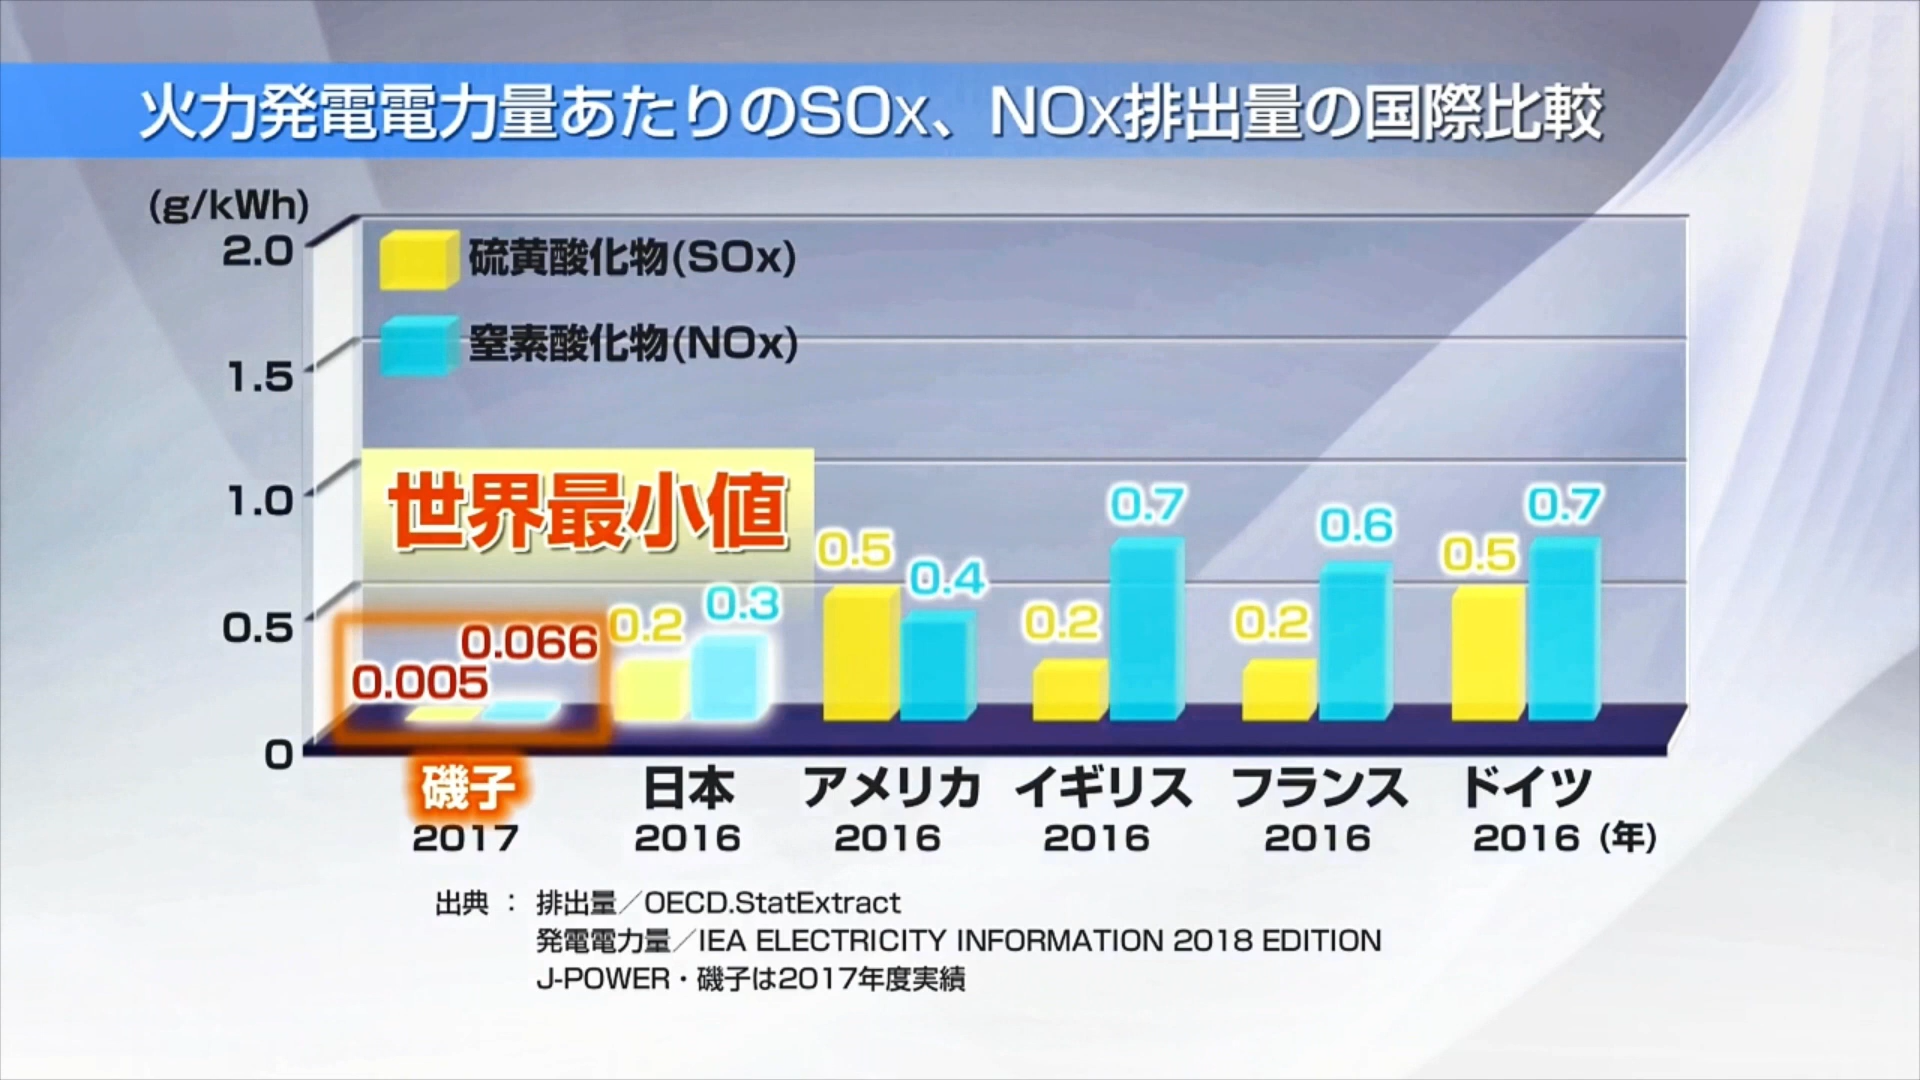 火力発電電力量あたりのSOx、NOx排出量の国際比較
(g/kWh)
2.0
1.5
1.0
0.5
0
硫黄酸化物(SOx)
窒素酸化物(NOx)
世界最小値
0.005
0.066
0.2
0.3
0.5
0.4
0.2
0.7
0.2
0.6
0.5
0.7
磯子 日本 アメリカ イギリス フランス ドイツ
2017 2016 2016 2016 2016 2016 (年)
出典 : 排出量/OECD.StatExtract
発電電力量/IEA ELECTRICITY INFORMATION 2018 EDITION
J-POWER・磯子は2017年度実績